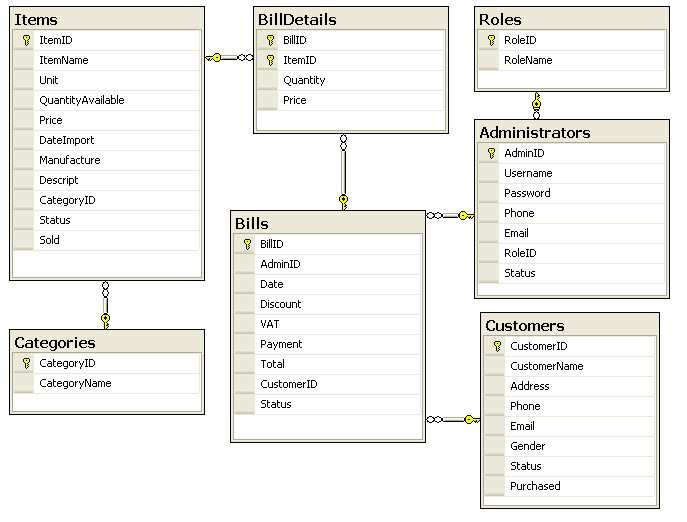 Items
ItemID
ItemName
Unit
QuantityAvailable
Price
DateImport
Manufacture
Descript
CategoryID
Status
Sold
BillDetails
BillID
ItemID
Quantity
Price
Roles
RoleID
RoleName
Administrators
AdminID
Username
Password
Phone
Email
RoleID
Status
Bills
BillID
AdminID
Date
Discount
VAT
Payment
Total
CustomerID
Status
Categories
CategoryID
CategoryName
Customers
CustomerID
CustomerName
Address
Phone
Email
Gender
Status
Purchased